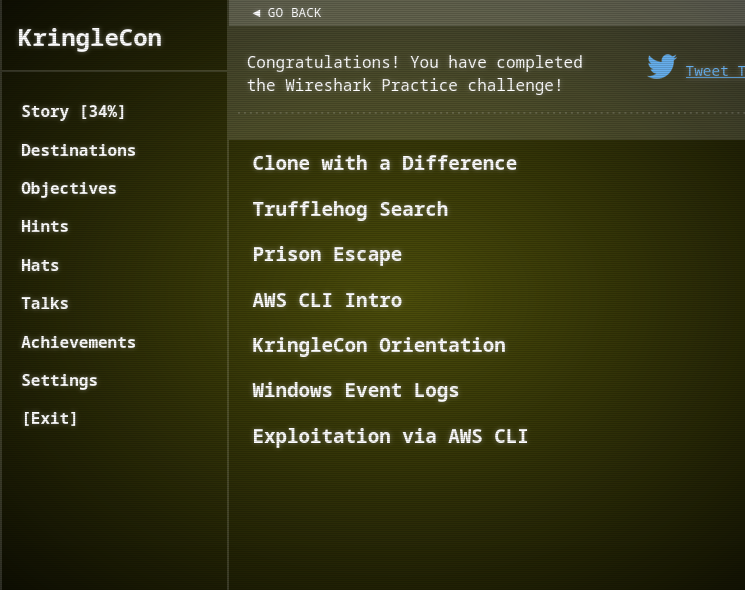 ◄ GO BACK
KringleCon
Congratulations! You have completed
the Wireshark Practice challenge!
Tweet T
Story [34%]
Destinations
Objectives
Hints
Hats
Talks
Achievements
Settings
[Exit]
Clone with a Difference
Trufflehog Search
Prison Escape
AWS CLI Intro
KringleCon Orientation
Windows Event Logs
Exploitation via AWS CLI